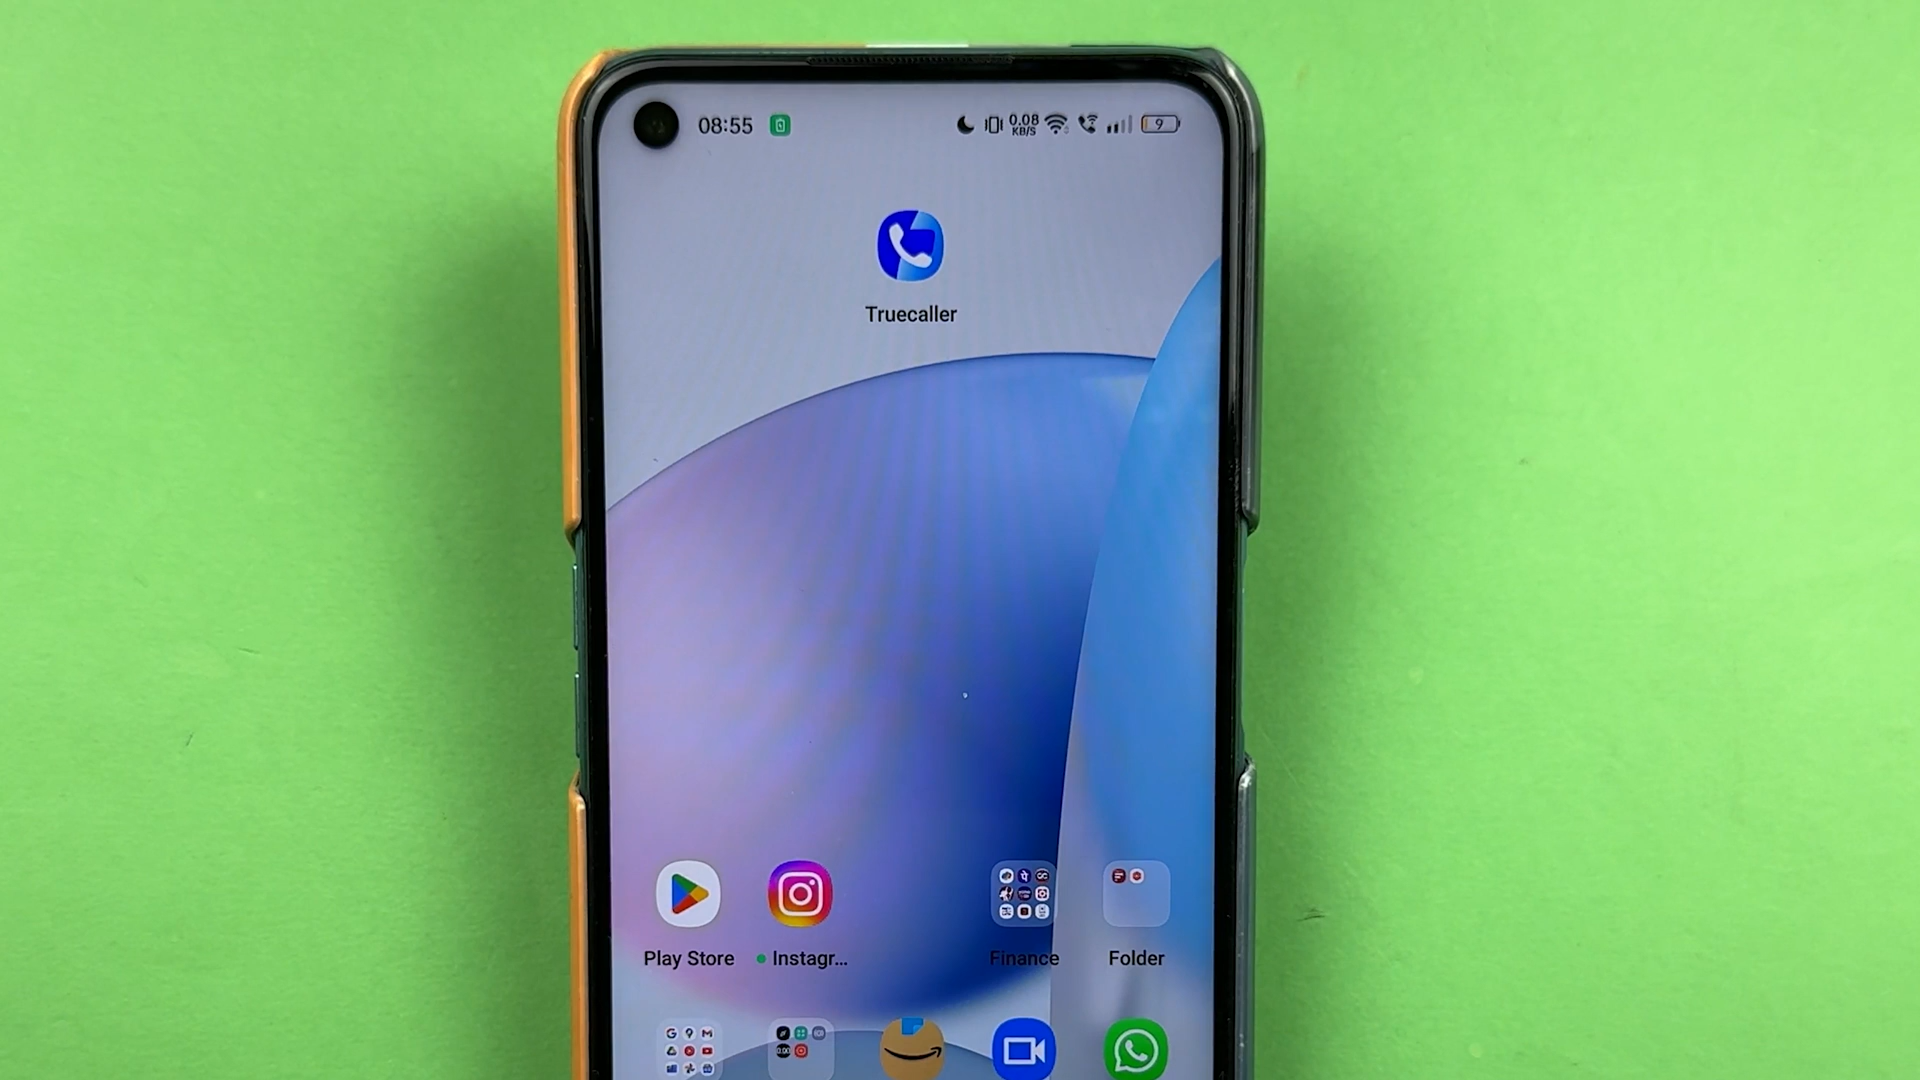 08:55
0.08
KB/S
9
Truecaller
Play Store
Instagr...
Finance
Folder